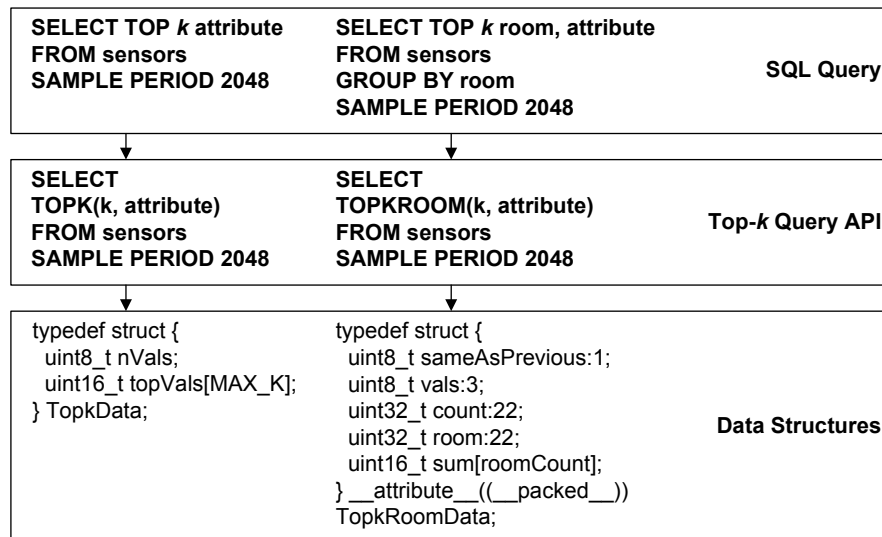 SELECT TOP k attribute
FROM sensors
SAMPLE PERIOD 2048
SELECT TOP k room, attribute
FROM sensors
GROUP BY room
SAMPLE PERIOD 2048
SQL Query
SELECT
TOPK(k, attribute)
FROM sensors
SAMPLE PERIOD 2048
SELECT
TOPKROOM(k, attribute)
FROM sensors
SAMPLE PERIOD 2048
Top-k Query API
typedef struct {
uint8_t nVals;
uint16_t topVals[MAX_K];
} TopkData;
typedef struct {
uint8_t sameAsPrevious:1;
uint8_t vals:3;
uint32_t count:22;
uint32_t room:22;
uint16_t sum[roomCount];
} __attribute__((__packed__))
TopkRoomData;
Data Structures